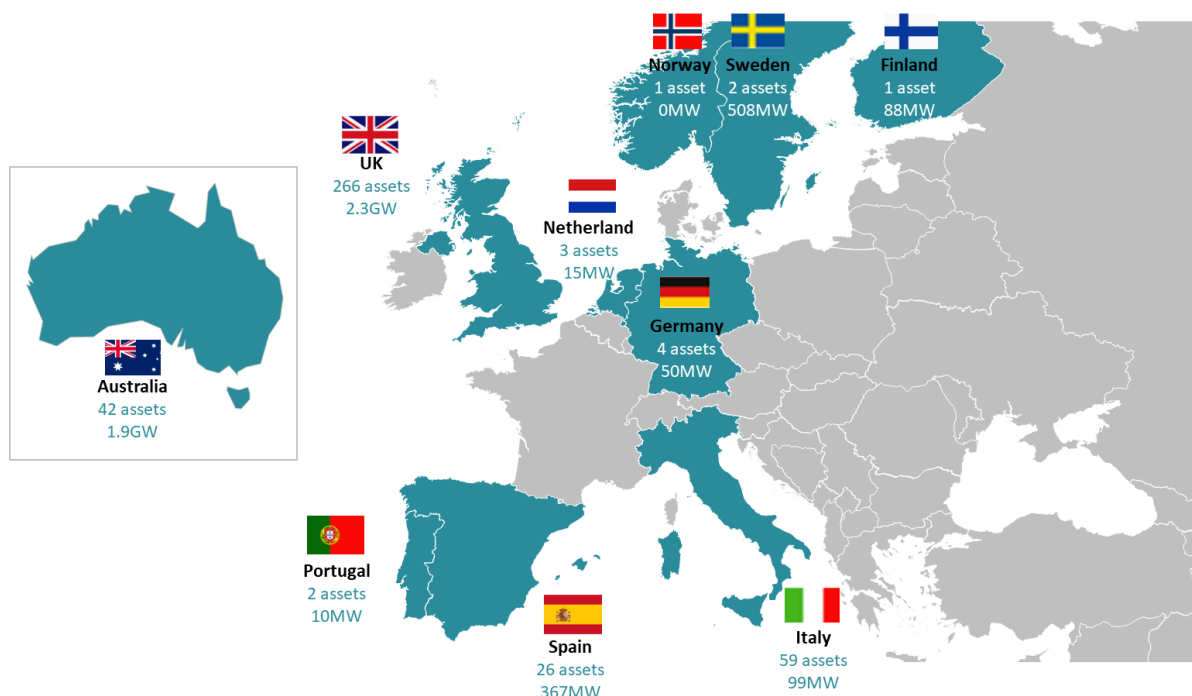 Norway
1 asset
0MW
Sweden
2 assets
508MW
Finland
1 asset
88MW
UK
266 assets
2.3GW
Netherland
3 assets
15MW
Germany
4 assets
50MW
Australia
42 assets
1.9GW
Portugal
2 assets
10MW
Spain
26 assets
367MW
Italy
59 assets
99MW